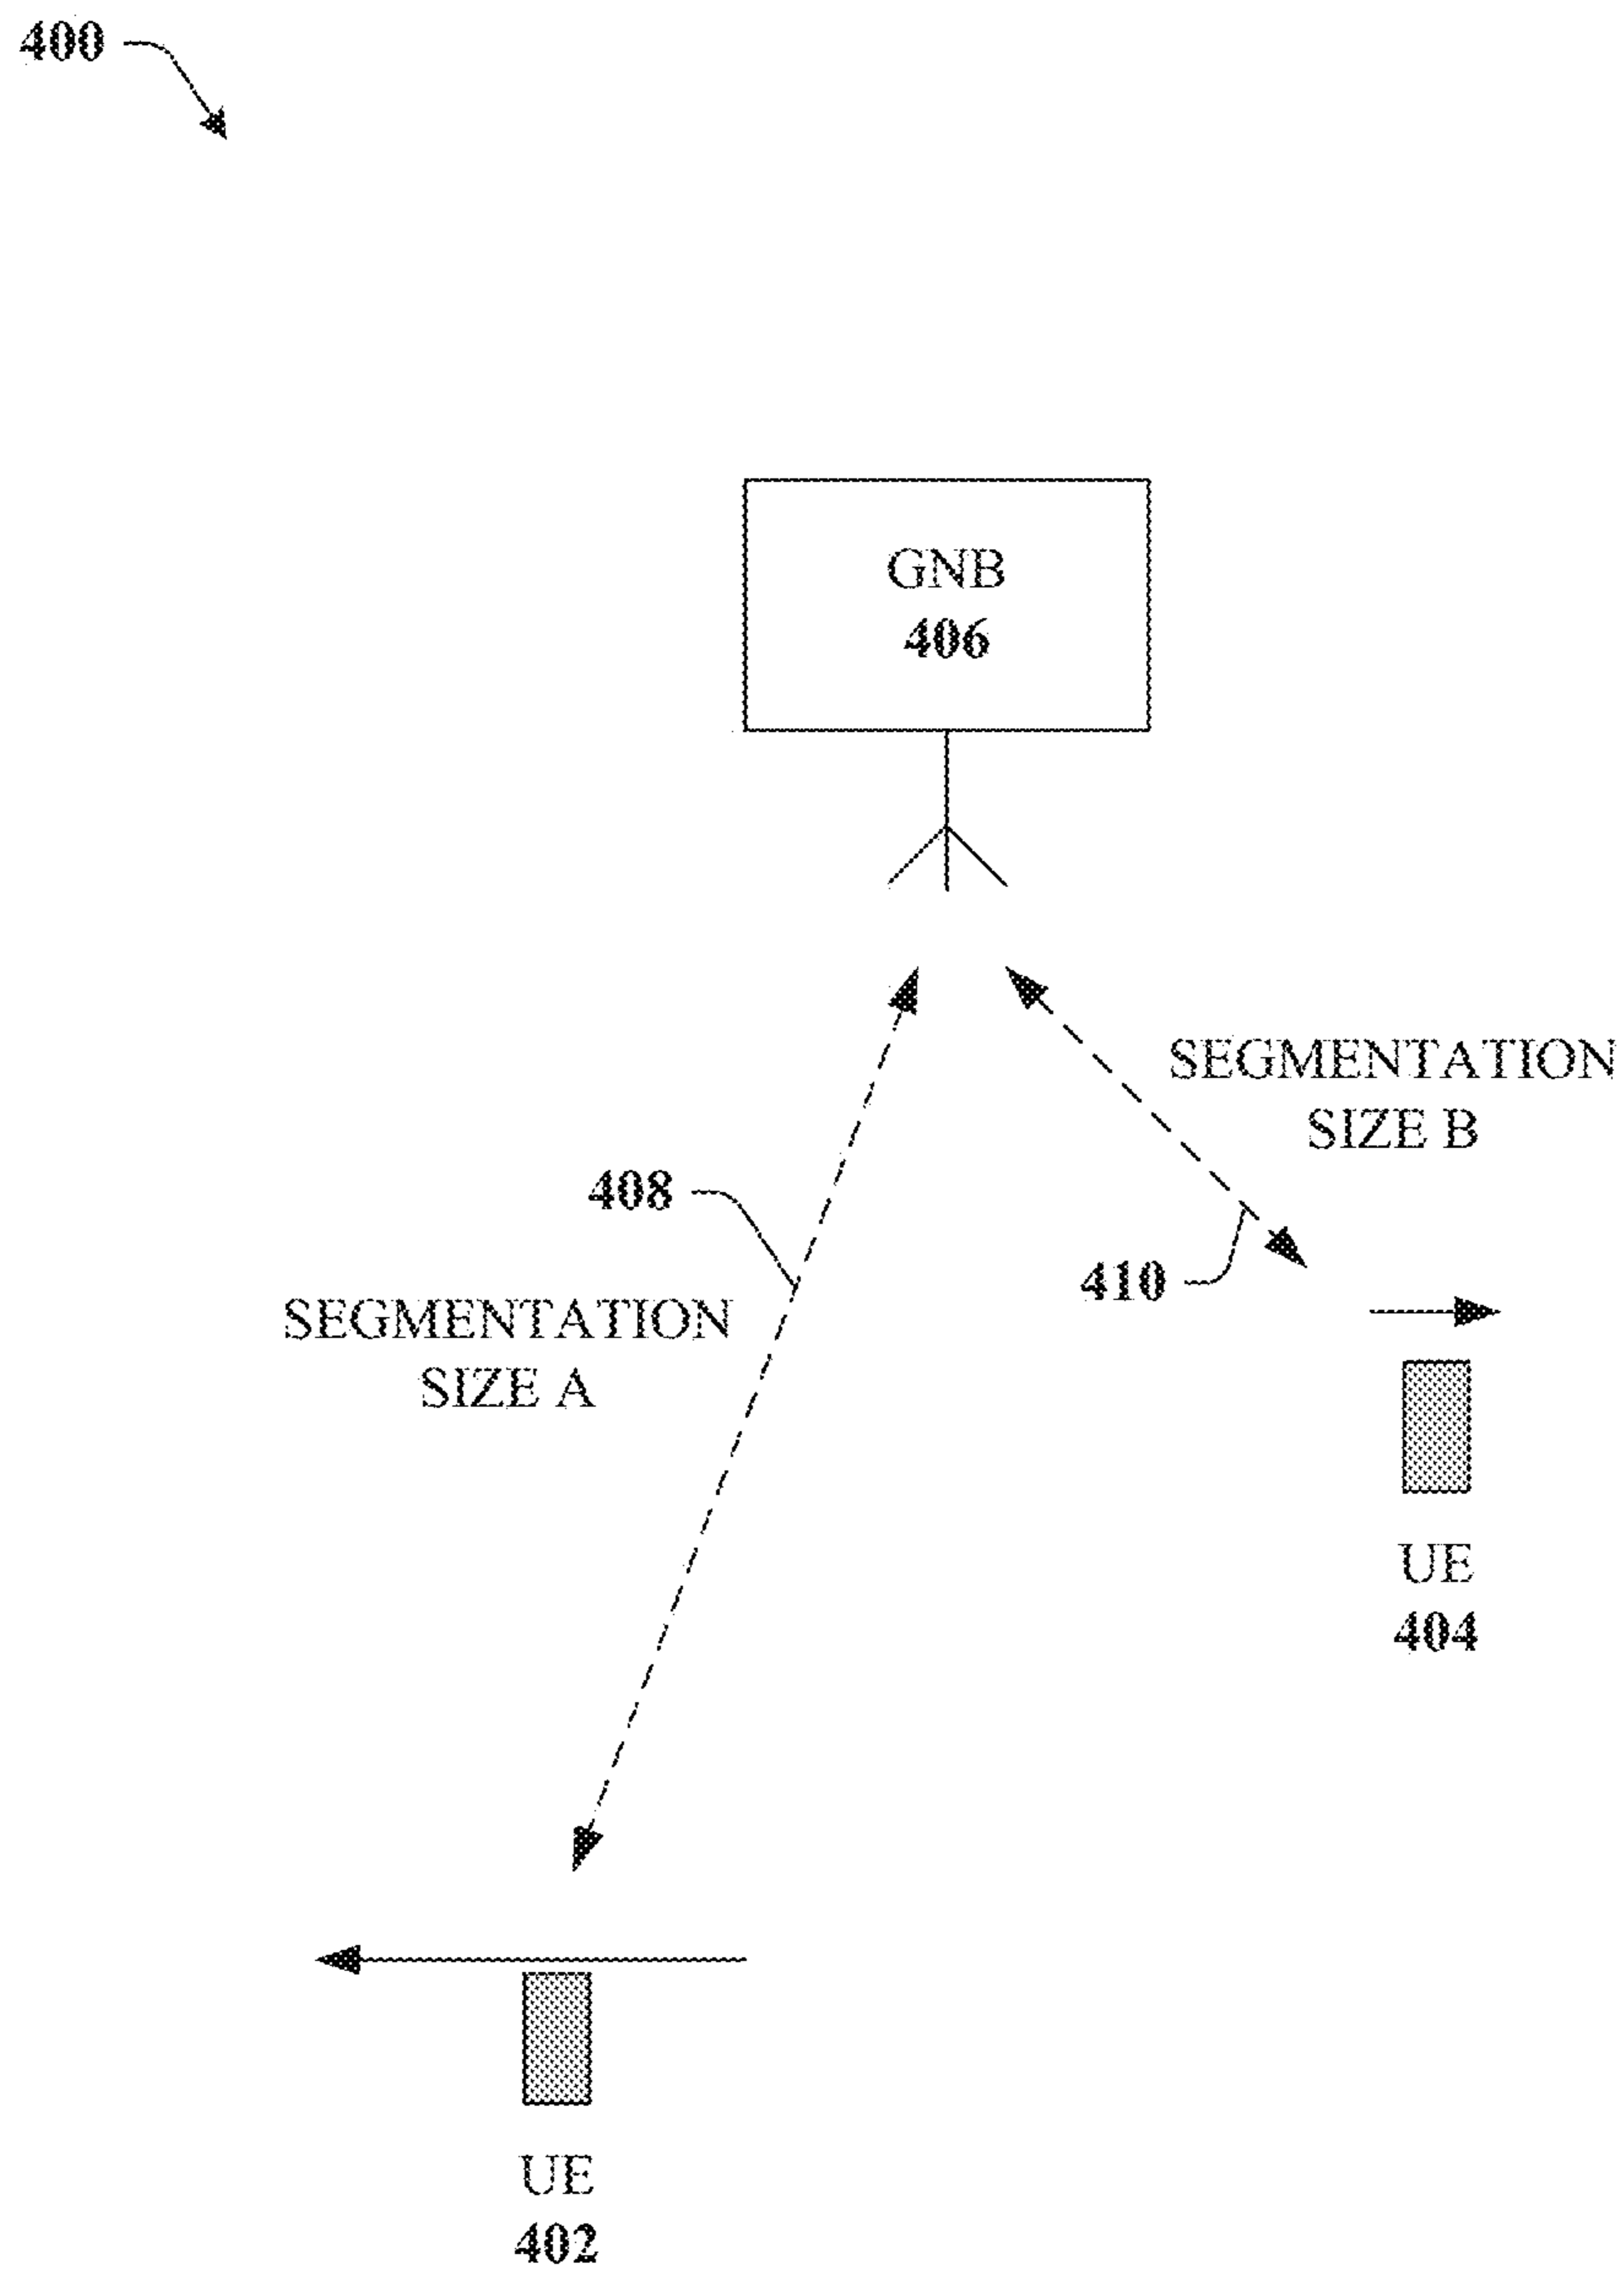 400
GNB
406
SEGMENTATION
SIZE B
408
410
SEGMENTATION
SIZE A
UE
404
UE
402